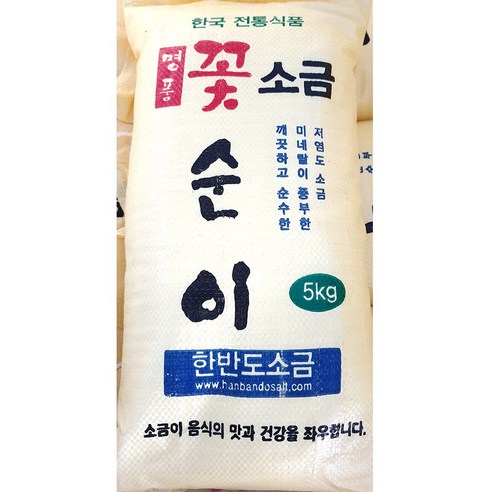 한국 전통식품
명품
꽃소금
순이
저염도 소금
미네랄이 풍부한
깨끗하고 순수한
5kg
한반도소금
www.hanbandosalt.com
소금이 음식의 맛과 건강을 좌우합니다.